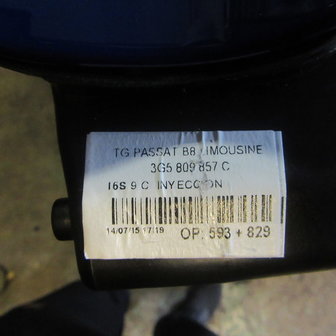 TG PASSAT B8 LIMOUSINE
3G5 809 857 C
16S 9 C INYECCION
14/07/15 17/19 OP: 593 + 829